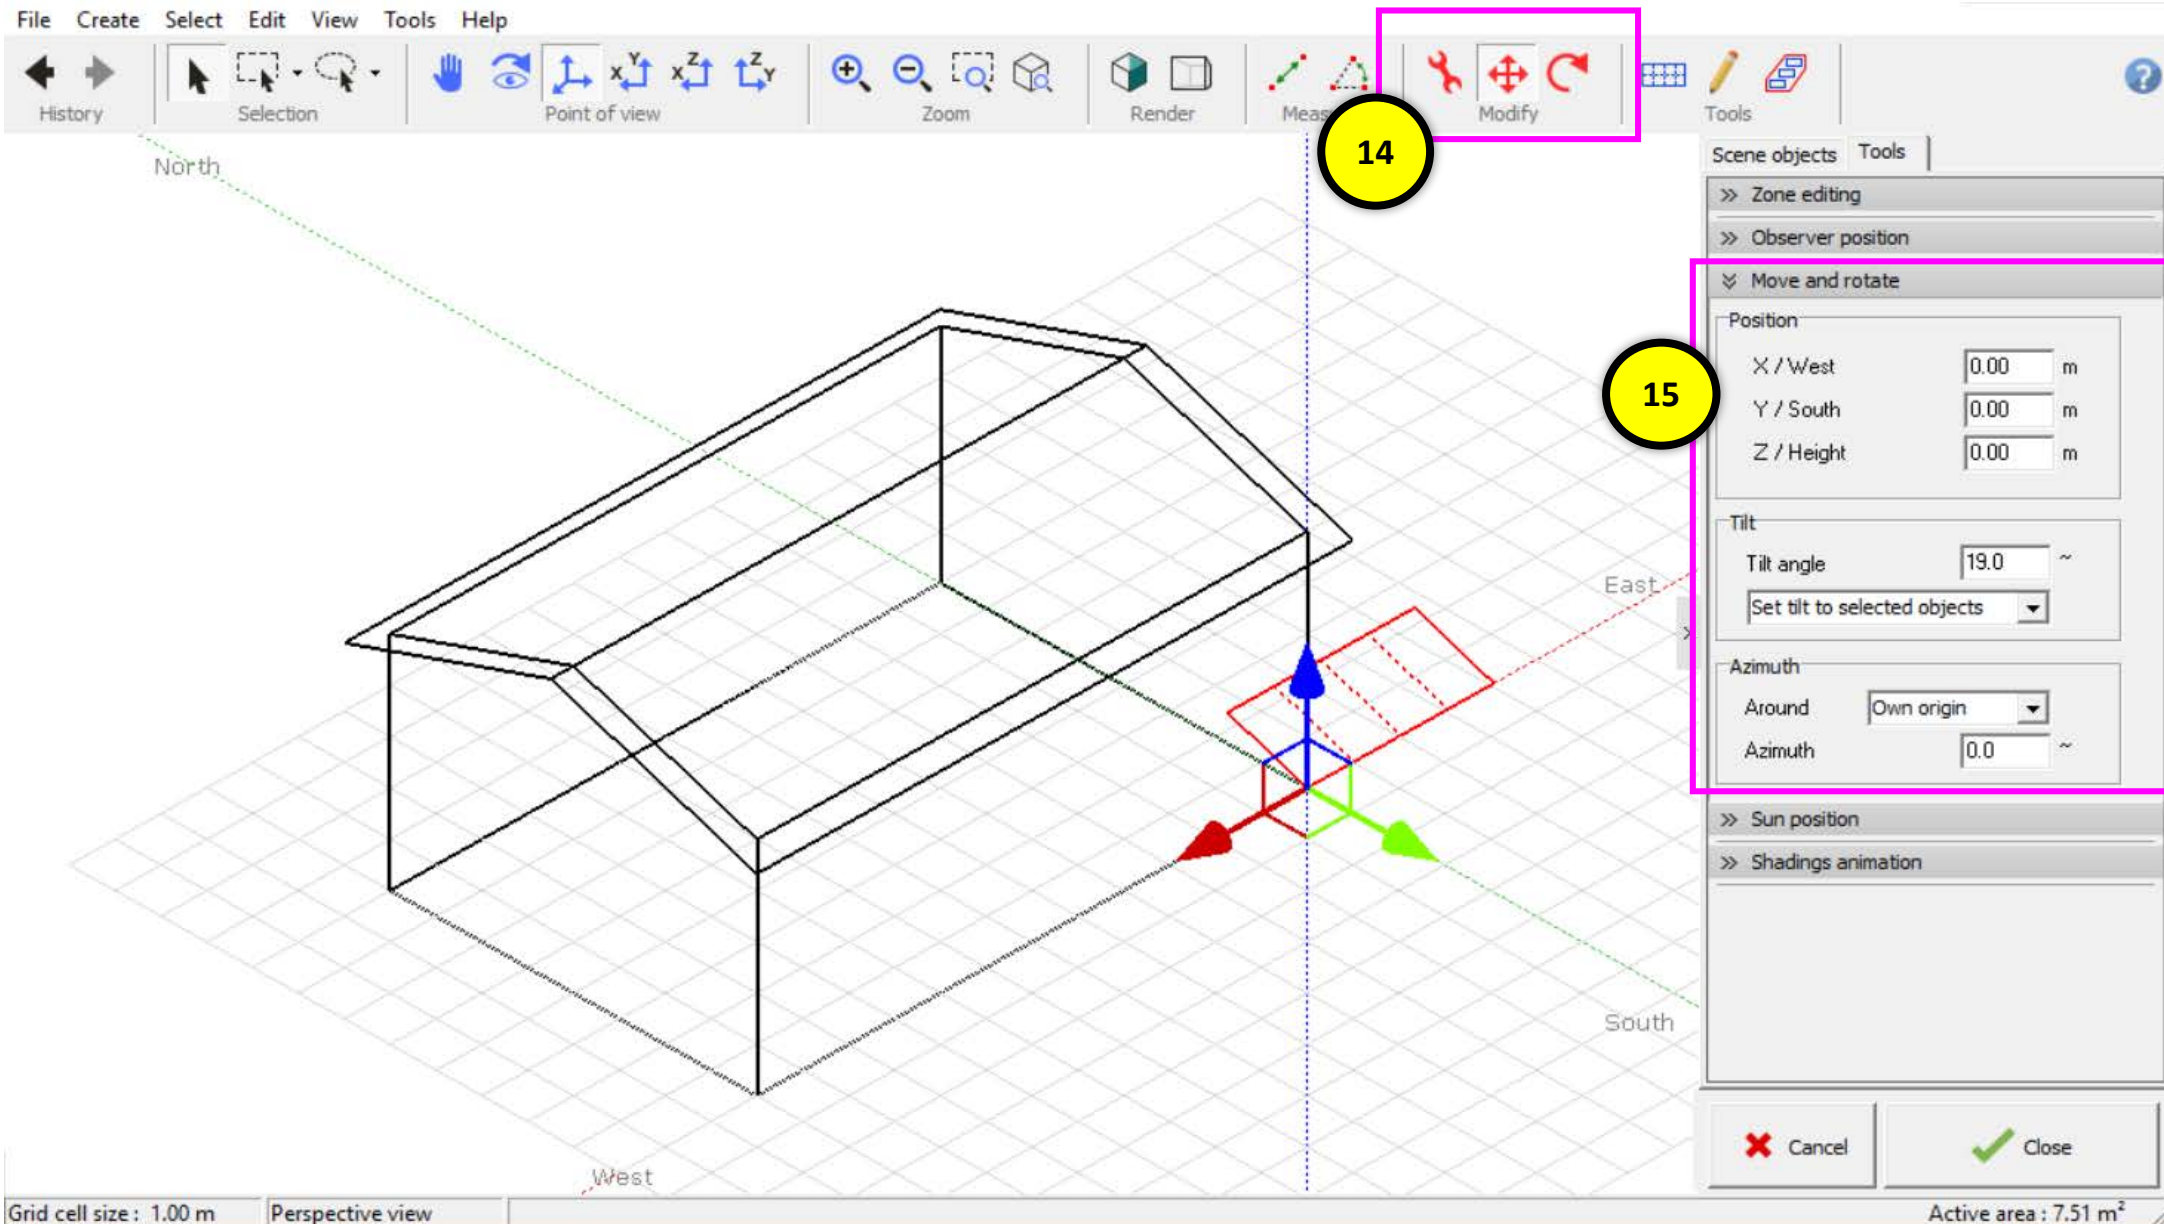 File Create Select Edit View Tools Help
X Y X Z Z Y
History Selection Point of view Zoom Render Meas Modify Tools
14
North
East
South
West
15
Scene objects Tools
Zone editing
Observer position
Move and rotate
Position
X / West 0.00 m
Y / South 0.00 m
Z / Height 0.00 m
Tilt
Tilt angle 19.0 ~
Set tilt to selected objects
Azimuth
Around Own origin
Azimuth 0.0 ~
Sun position
Shadings animation
Cancel Close
Grid cell size : 1.00 m Perspective view Active area : 7.51 m²